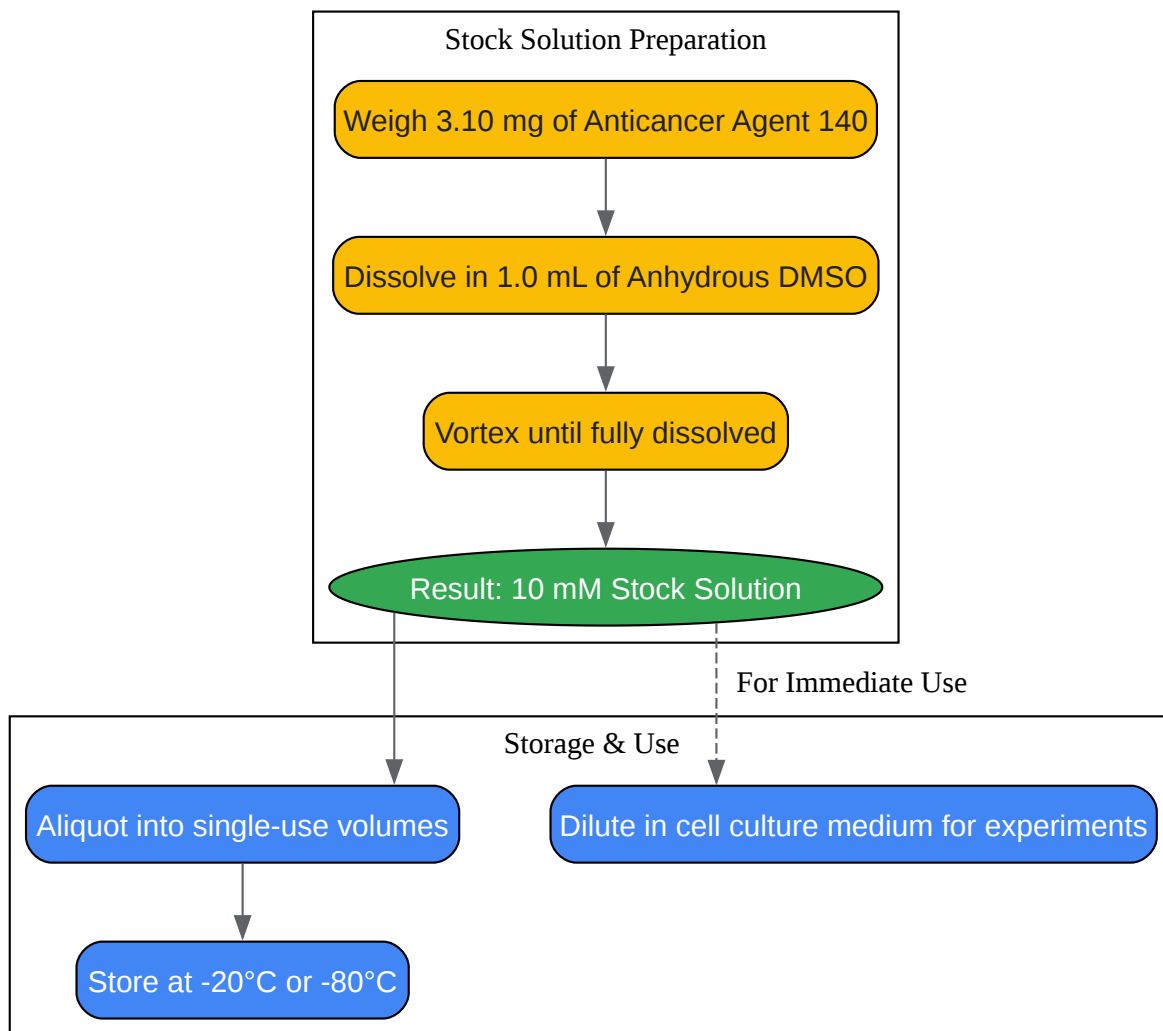 Stock Solution Preparation
Weigh 3.10 mg of Anticancer Agent 140
Dissolve in 1.0 mL of Anhydrous DMSO
Vortex until fully dissolved
Result: 10 mM Stock Solution
For Immediate Use
Storage & Use
Aliquot into single-use volumes
Dilute in cell culture medium for experiments
Store at -20°C or -80°C